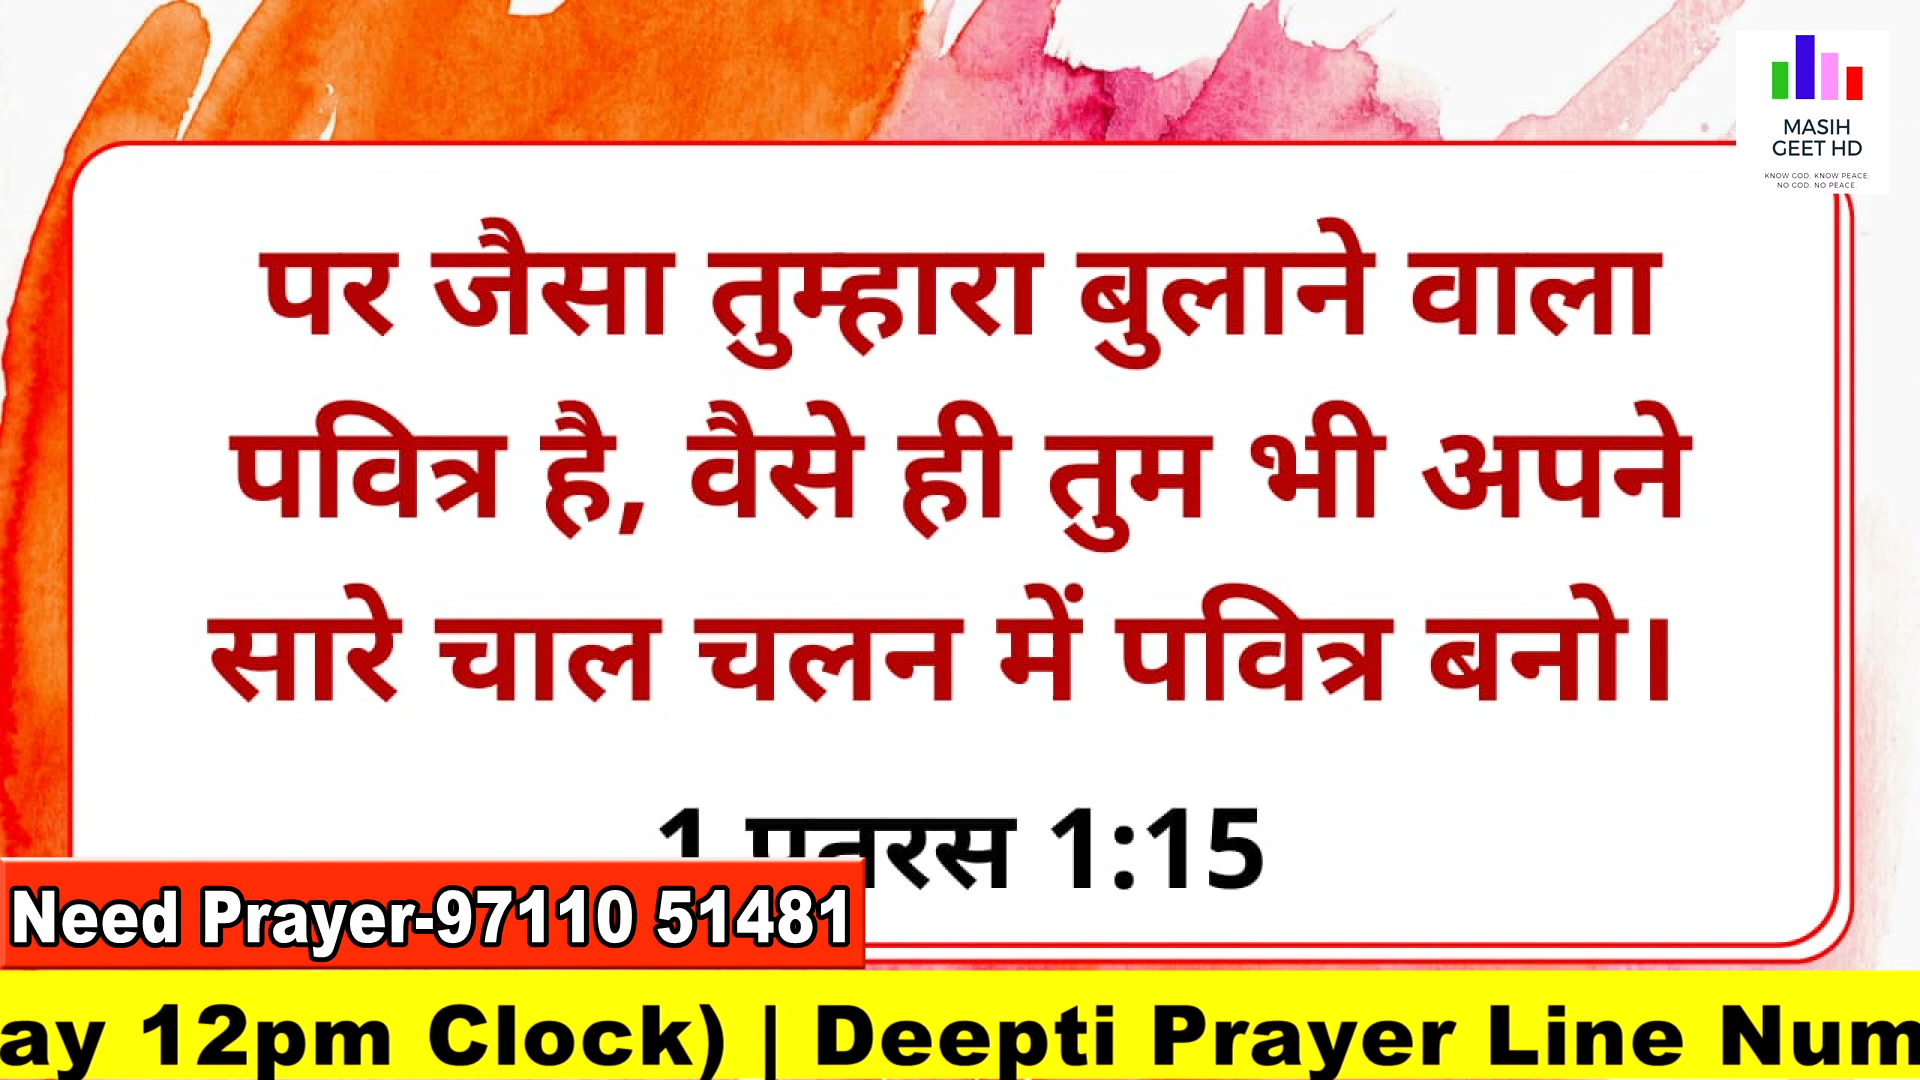 MASIH
GEET HD
KNOW GOD. KNOW PEACE.
NO GOD. NO PEACE.
पर जैसा तुम्हारा बुलाने वाला
पवित्र है, वैसे ही तुम भी अपने
सारे चाल चलन में पवित्र बनो।
1 पतरस 1:15
Need Prayer-97110 51481
ay 12pm Clock) | Deepti Prayer Line Num